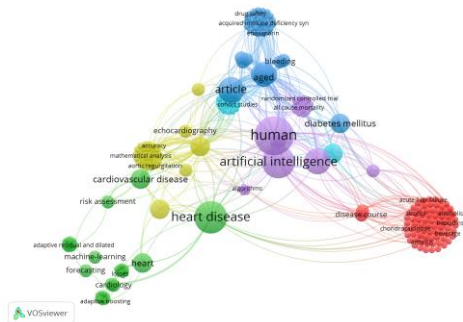 drug safety
acquired immune deficiency syn
bleeding
aged
article
cohort studies
randomized controlled trial
all cause mortality
diabetes mellitus
echocardiography
human
accuracy
mathematical analysis
artificial intelligence
aortic regurgitation
cardiovascular disease
algorithms
risk assessment
heart disease
disease course
adaptive residual and dilated
machine-learning
heart
forecasting
cardiology
adaptive boosting
VOSviewer